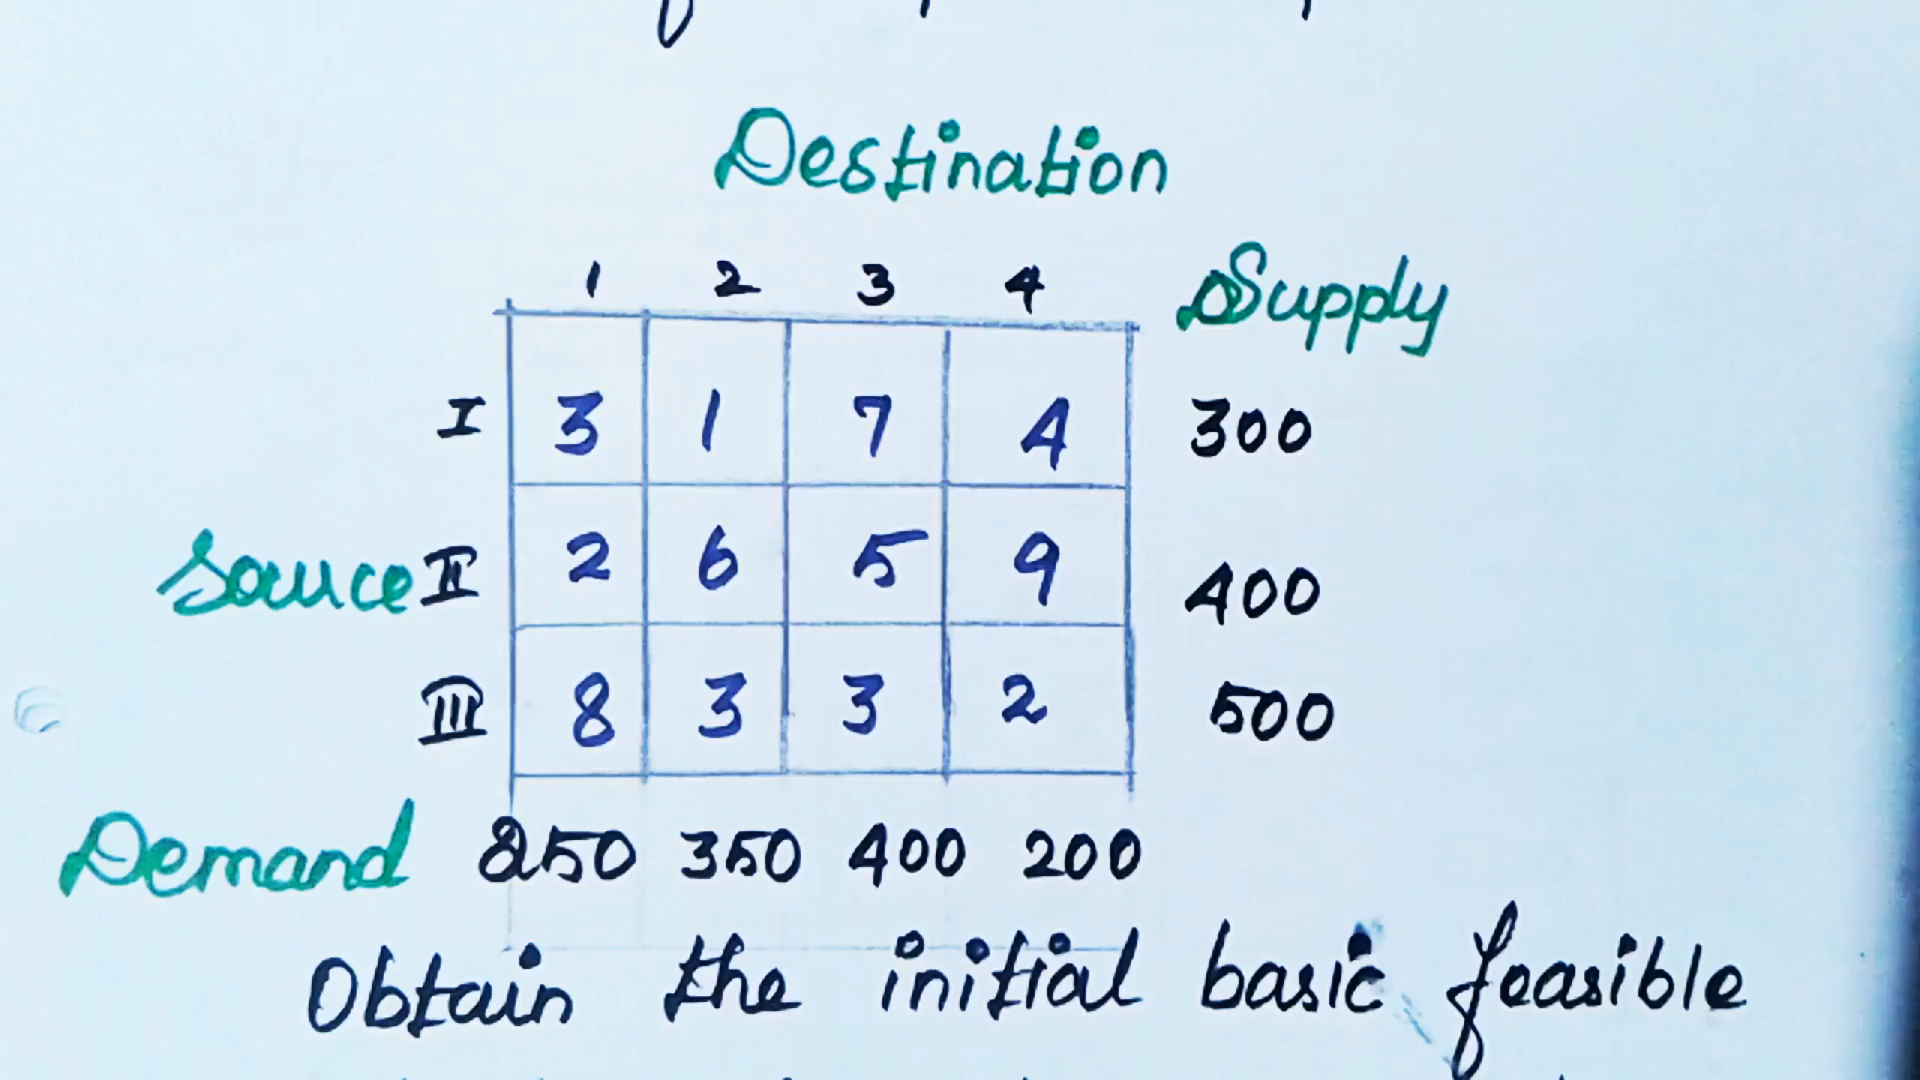 Destination
1 2 3 4 Supply
I 3 1 7 4 300
Source II 2 6 5 9 400
III 8 3 3 2 500
Demand 250 350 400 200
Obtain the initial basic feasible